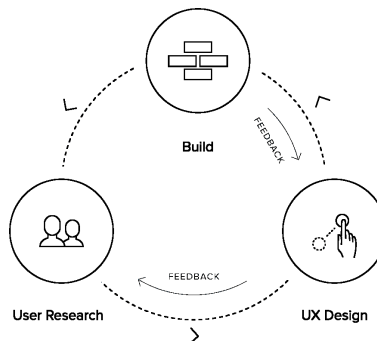 Build
FEEDBACK
FEEDBACK
User Research
UX Design